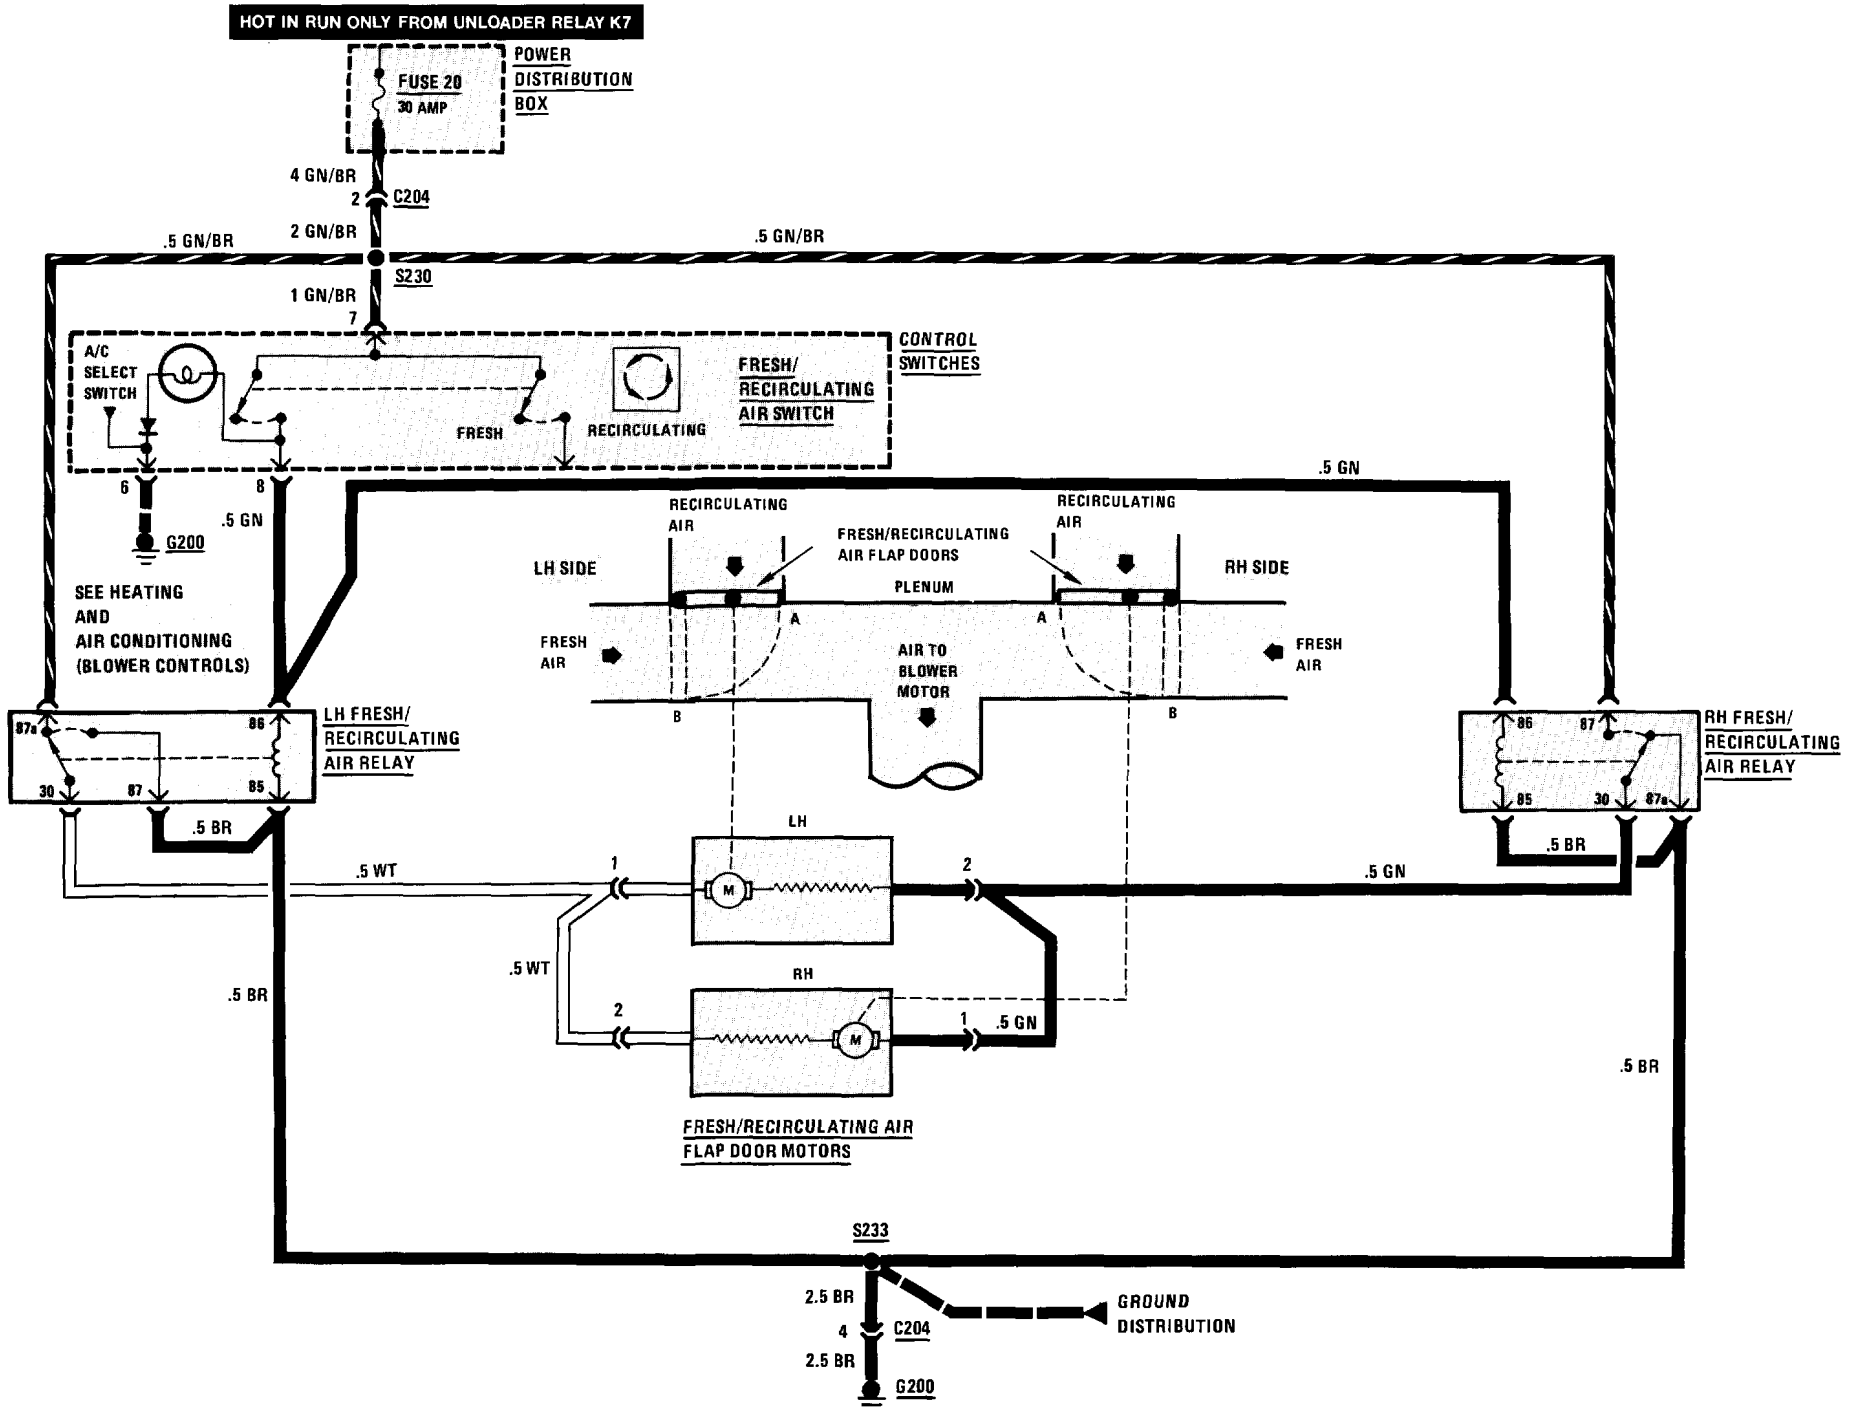 HOT IN RUN ONLY FROM UNLOADER RELAY K7
POWER
DISTRIBUTION
BOX
FUSE 20
30 AMP
4 GN/BR
2
C204
2 GN/BR
.5 GN/BR
.5 GN/BR
S230
1 GN/BR
7
A/C
SELECT
SWITCH
FRESH
RECIRCULATING
FRESH/
RECIRCULATING
AIR SWITCH
CONTROL
SWITCHES
6
8
.5 GN
.5 GN
G200
SEE HEATING
AND
AIR CONDITIONING
(BLOWER CONTROLS)
RECIRCULATING
AIR
RECIRCULATING
AIR
FRESH/RECIRCULATING
AIR FLAP DOORS
LH SIDE
PLENUM
RH SIDE
A
A
FRESH
AIR
AIR TO
BLOWER
MOTOR
FRESH
AIR
B
B
87a
86
30
87
85
LH FRESH/
RECIRCULATING
AIR RELAY
86
87
85
30
87a
RH FRESH/
RECIRCULATING
AIR RELAY
.5 BR
.5 BR
LH
.5 WT
1
M
2
.5 GN
.5 WT
RH
.5 BR
2
M
1
.5 GN
.5 BR
FRESH/RECIRCULATING AIR
FLAP DOOR MOTORS
S233
2.5 BR
4
C204
2.5 BR
G200
GROUND
DISTRIBUTION